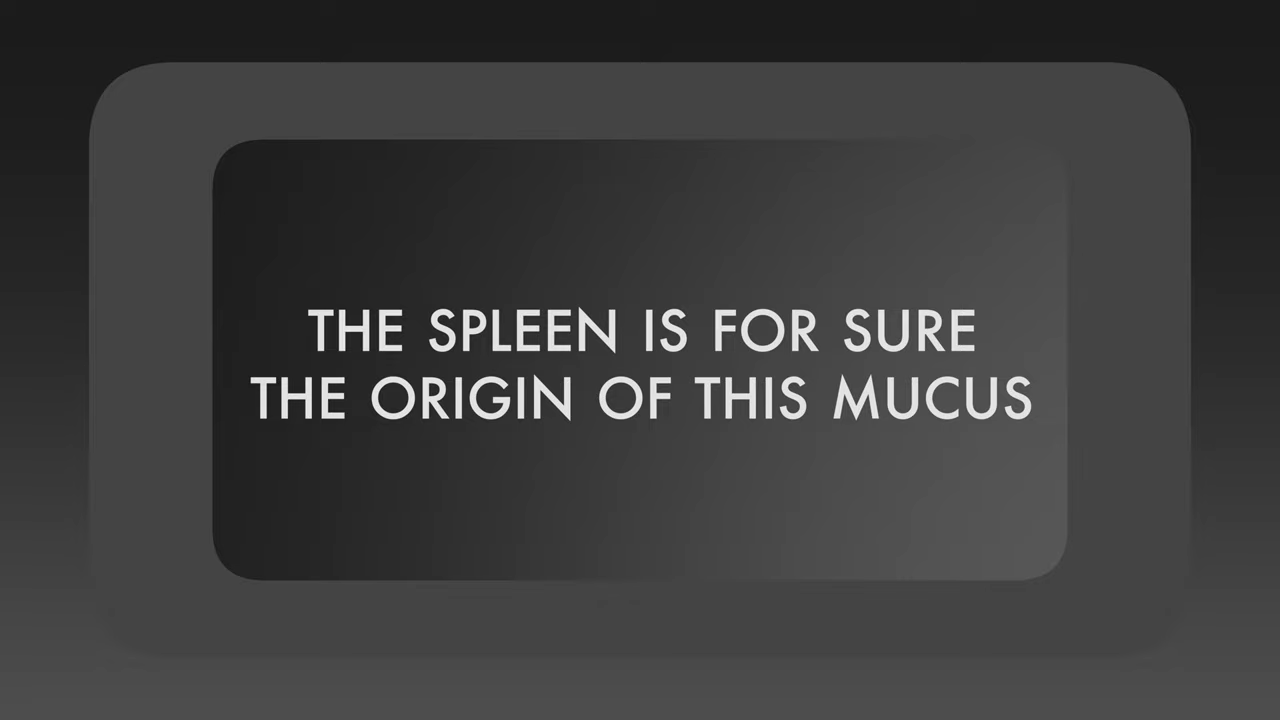 THE SPLEEN IS FOR SURE
THE ORIGIN OF THIS MUCUS